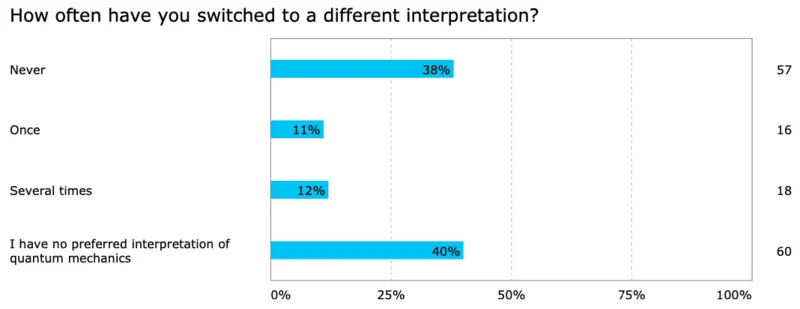 How often have you switched to a different interpretation?
Never 38% 57
Once 11% 16
Several times 12% 18
I have no preferred interpretation of
quantum mechanics 40% 60
0% 25% 50% 75% 100%